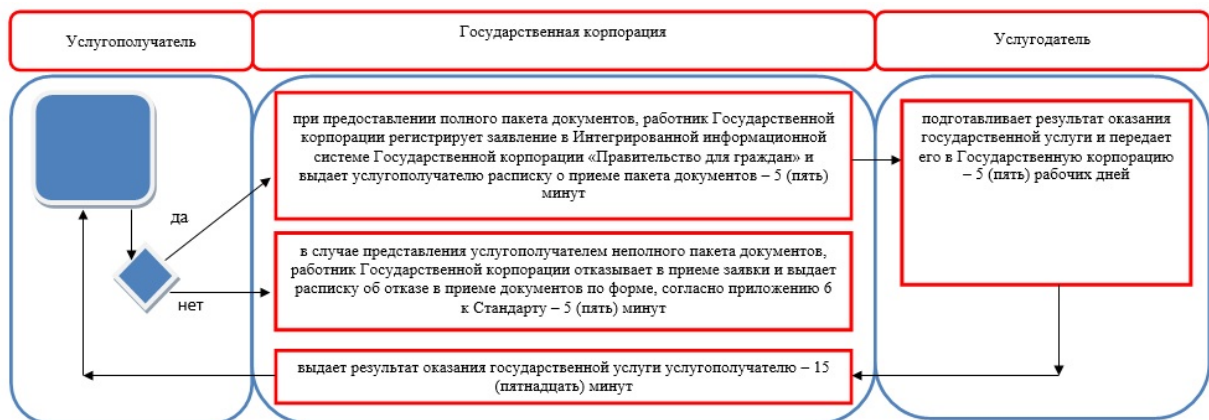 Услугополучатель
Государственная корпорация
Услугодатель
при предоставлении полного пакета документов, работник Государственной
корпорации регистрирует заявление в Интегрированной информационной
системе Государственной корпорации «Правительство для граждан» и
выдает услугополучателю расписку о приеме пакета документов – 5 (пять)
минут
подготавливает результат оказания
государственной услуги и передает
его в Государственную корпорацию
– 5 (пять) рабочих дней
да
в случае представления услугополучателем неполного пакета документов,
работник Государственной корпорации отказывает в приеме заявки и выдает
расписку об отказе в приеме документов по форме, согласно приложению 6
к Стандарту – 5 (пять) минут
нет
выдает результат оказания государственной услуги услугополучателю – 15
(пятнадцать) минут